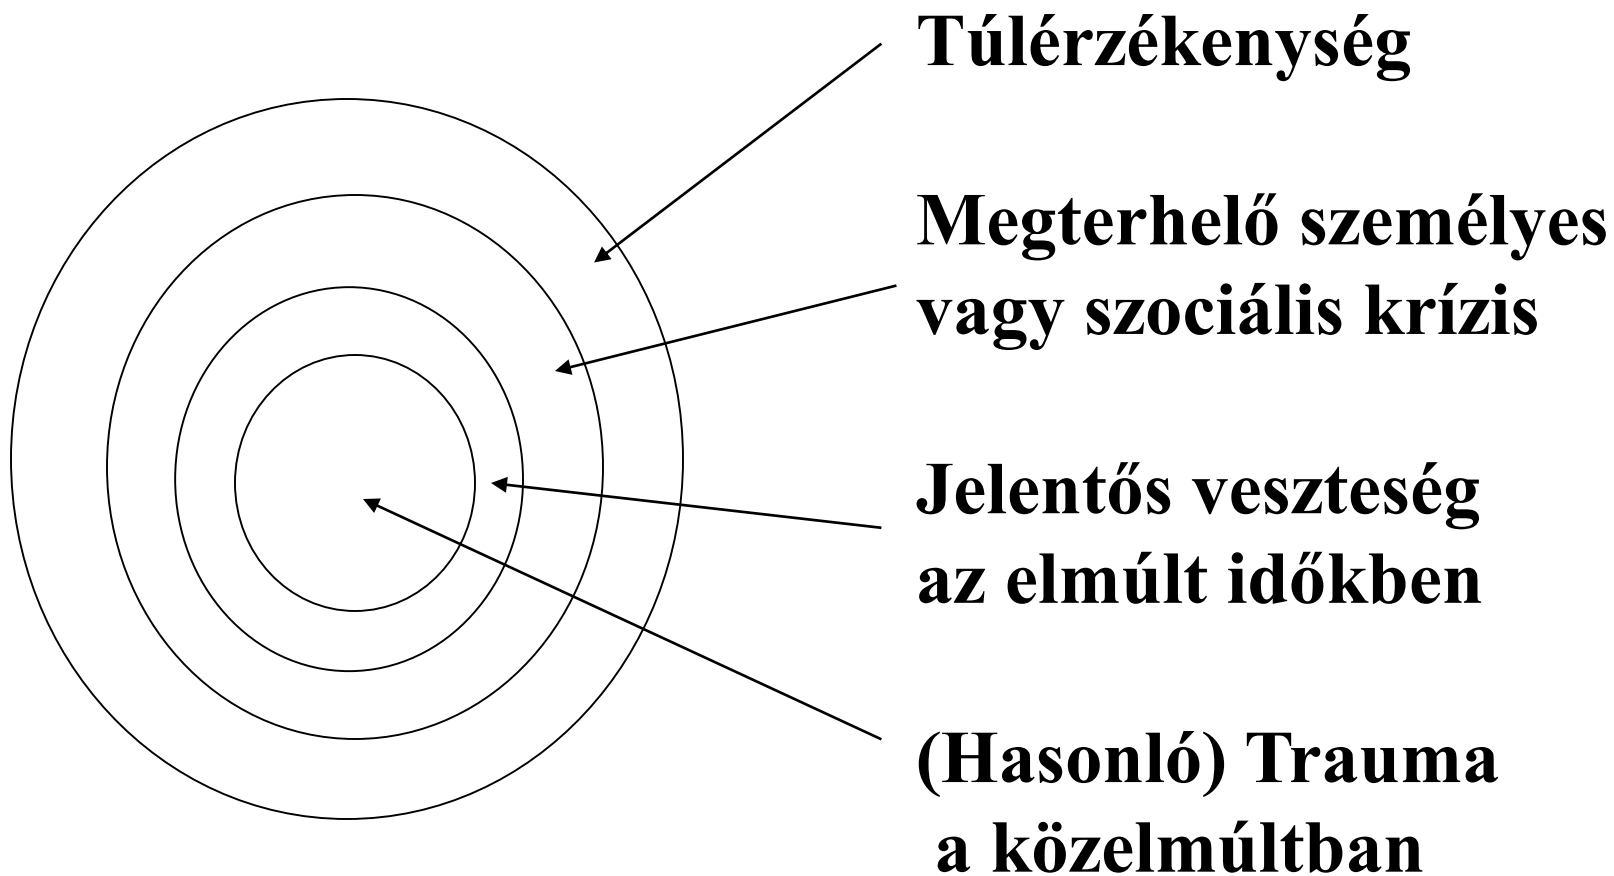 Túlérzékenység
Megterhelő személyes
vagy szociális krízis
Jelentős veszteség
az elmúlt időkben
(Hasonló) Trauma
a közelmúltban